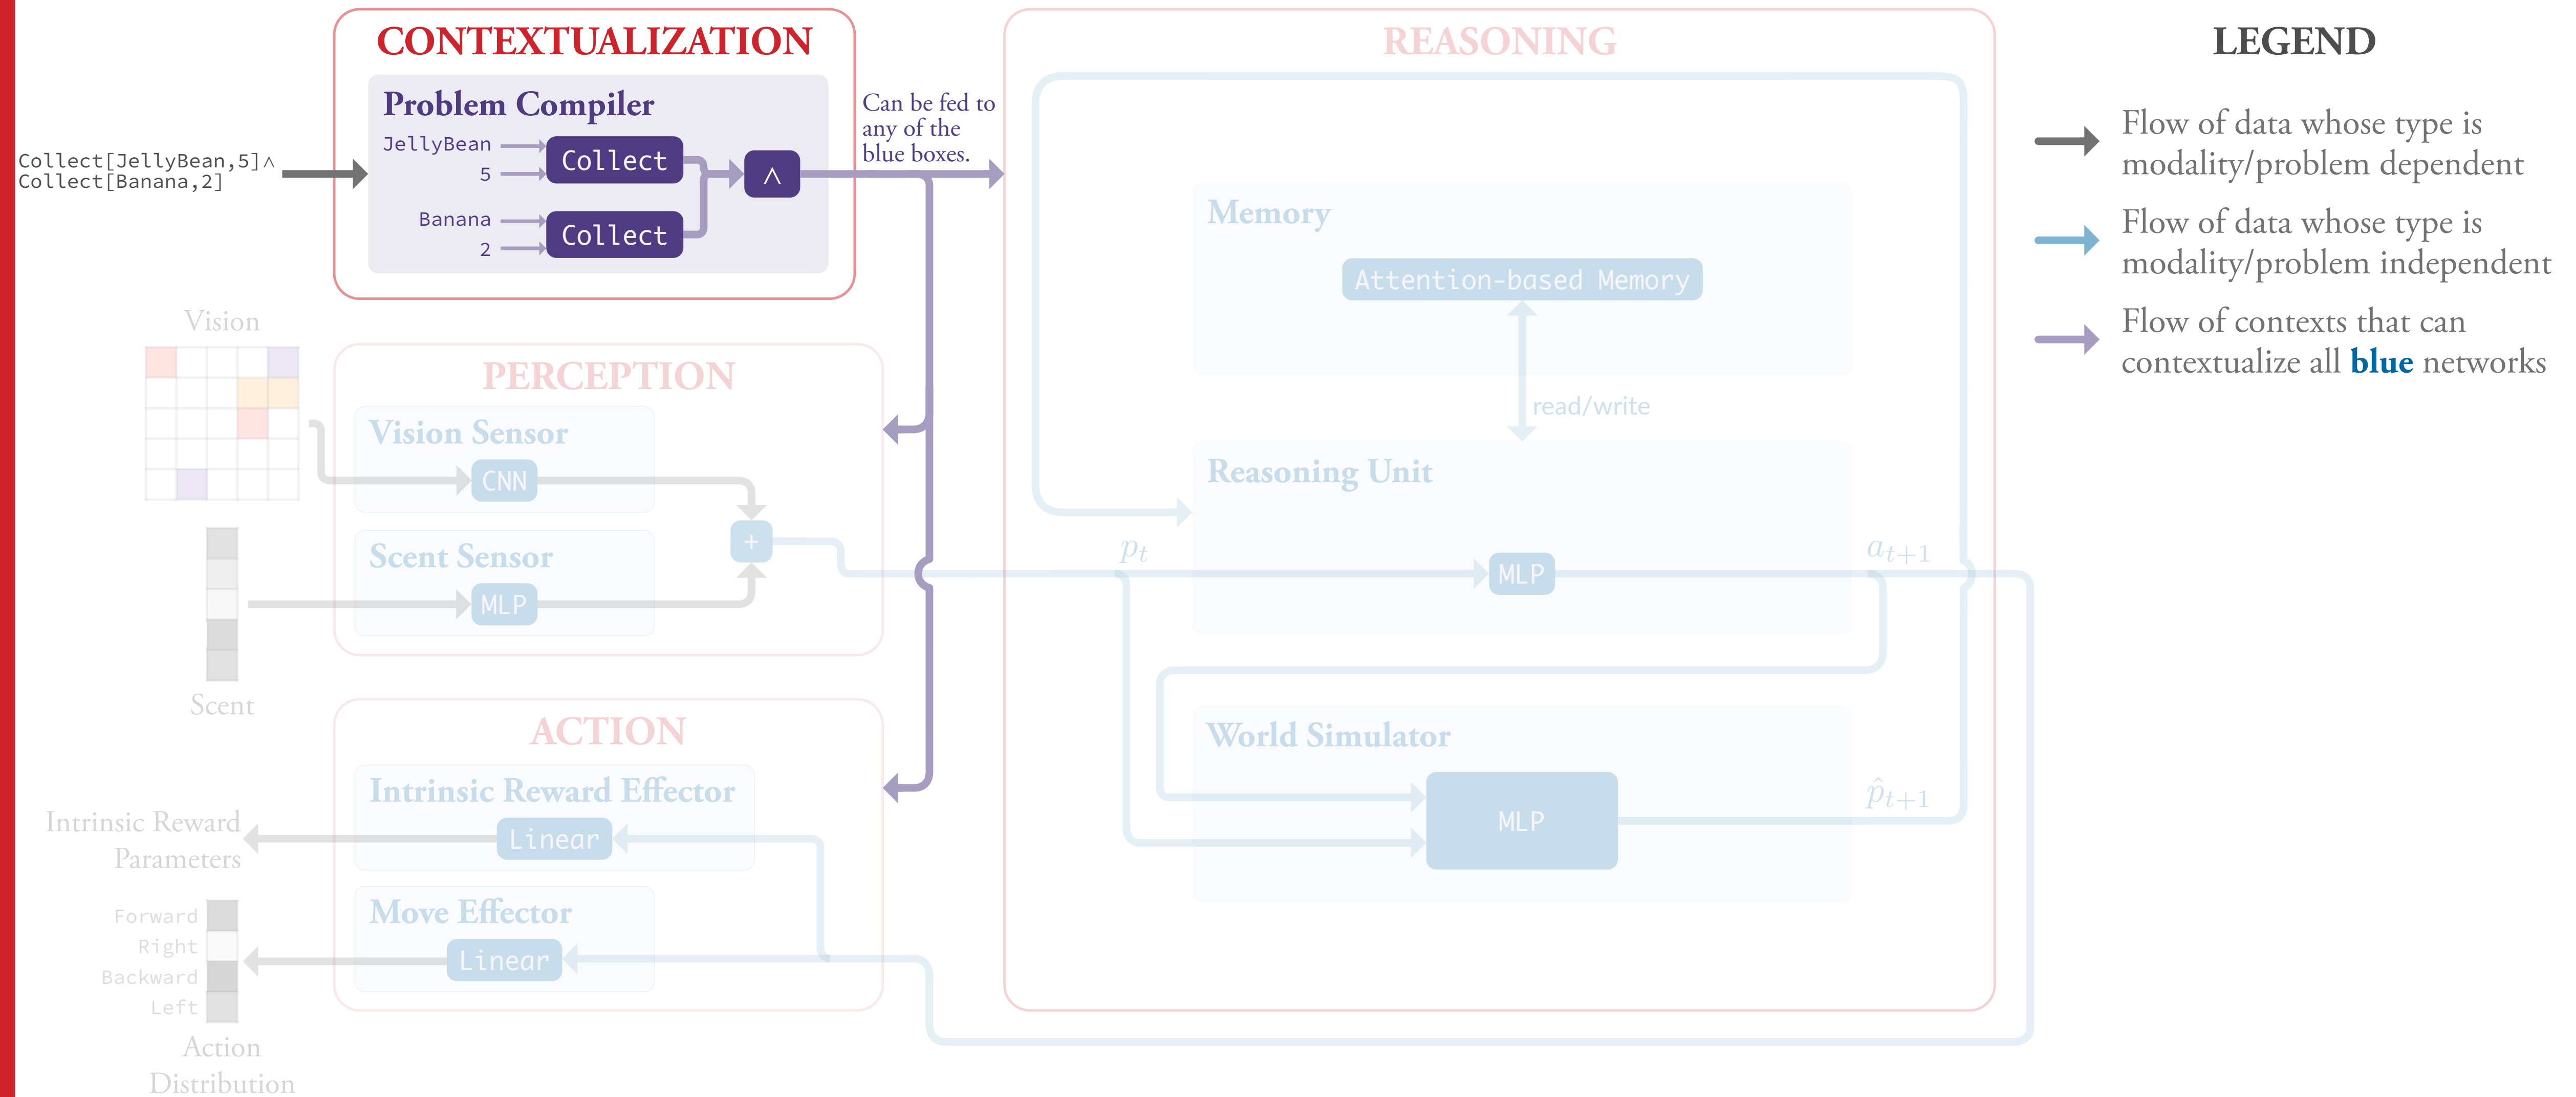 CONTEXTUALIZATION
Problem Compiler
JellyBean
5
Collect
Banana
2
Collect
∧
Collect[JellyBean,5]∧
Collect[Banana,2]
Can be fed to
any of the
blue boxes.
Vision
Scent
PERCEPTION
Vision Sensor
CNN
Scent Sensor
MLP
+
ACTION
Intrinsic Reward Effector
Linear
Move Effector
Linear
Intrinsic Reward
Parameters
Forward
Right
Backward
Left
Action
Distribution
REASONING
Memory
Attention-based Memory
read/write
Reasoning Unit
p_t
MLP
a_{t+1}
World Simulator
MLP
p̂_{t+1}
LEGEND
Flow of data whose type is
modality/problem dependent
Flow of data whose type is
modality/problem independent
Flow of contexts that can
contextualize all blue networks